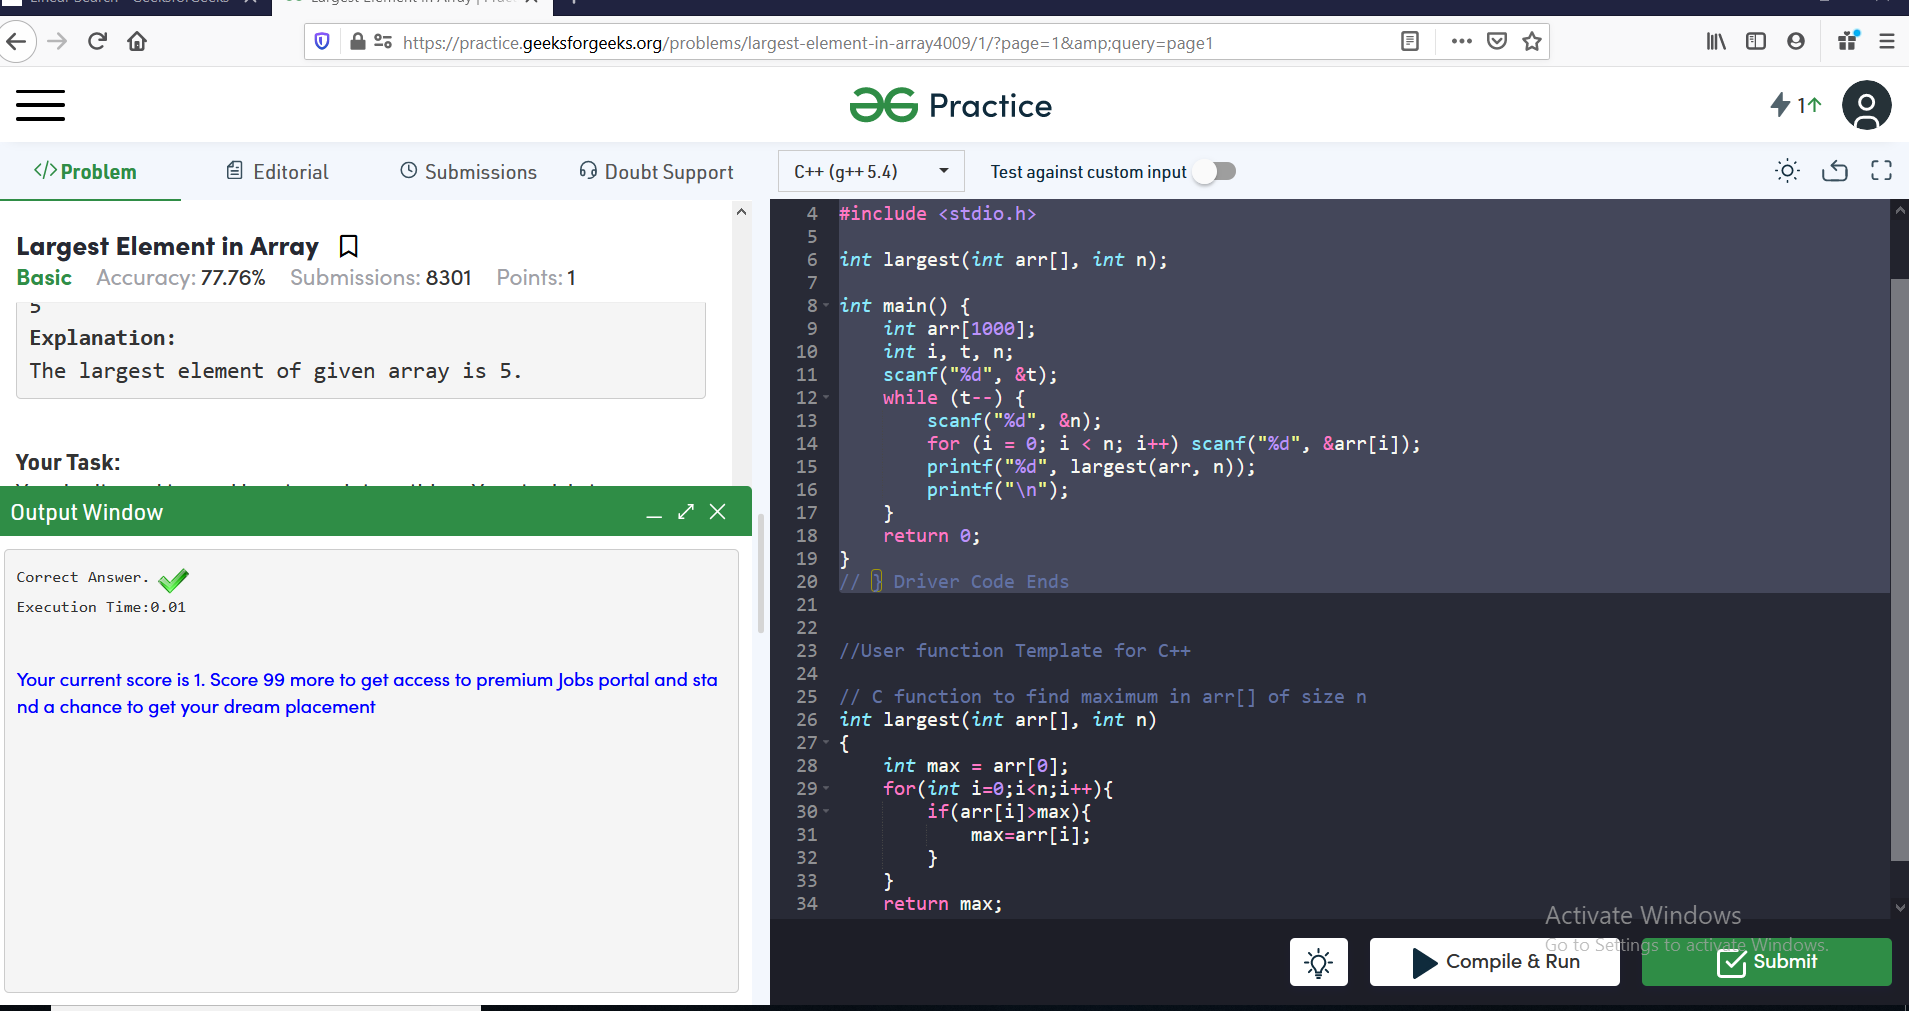 https://practice.geeksforgeeks.org/problems/largest-element-in-array4009/1/?page=1&amp;query=page1
Practice
1
</>Problem
Editorial
Submissions
Doubt Support
C++ (g++ 5.4)
Test against custom input
Largest Element in Array
Basic Accuracy: 77.76% Submissions: 8301 Points: 1
5
Explanation:
The largest element of given array is 5.
Your Task:
Output Window
Correct Answer.
Execution Time:0.01
Your current score is 1. Score 99 more to get access to premium Jobs portal and sta
nd a chance to get your dream placement
4 #include <stdio.h>
5
6 int largest(int arr[], int n);
7
8 int main() {
9     int arr[1000];
10     int i, t, n;
11     scanf("%d", &t);
12     while (t--) {
13         scanf("%d", &n);
14         for (i = 0; i < n; i++) scanf("%d", &arr[i]);
15         printf("%d", largest(arr, n));
16         printf("\n");
17     }
18     return 0;
19 }
20 // } Driver Code Ends
21
22
23 //User function Template for C++
24
25 // C function to find maximum in arr[] of size n
26 int largest(int arr[], int n)
27 {
28     int max = arr[0];
29     for(int i=0;i<n;i++){
30         if(arr[i]>max){
31             max=arr[i];
32         }
33     }
34     return max;
Activate Windows
Go to Settings to activate Windows.
Compile & Run
Submit